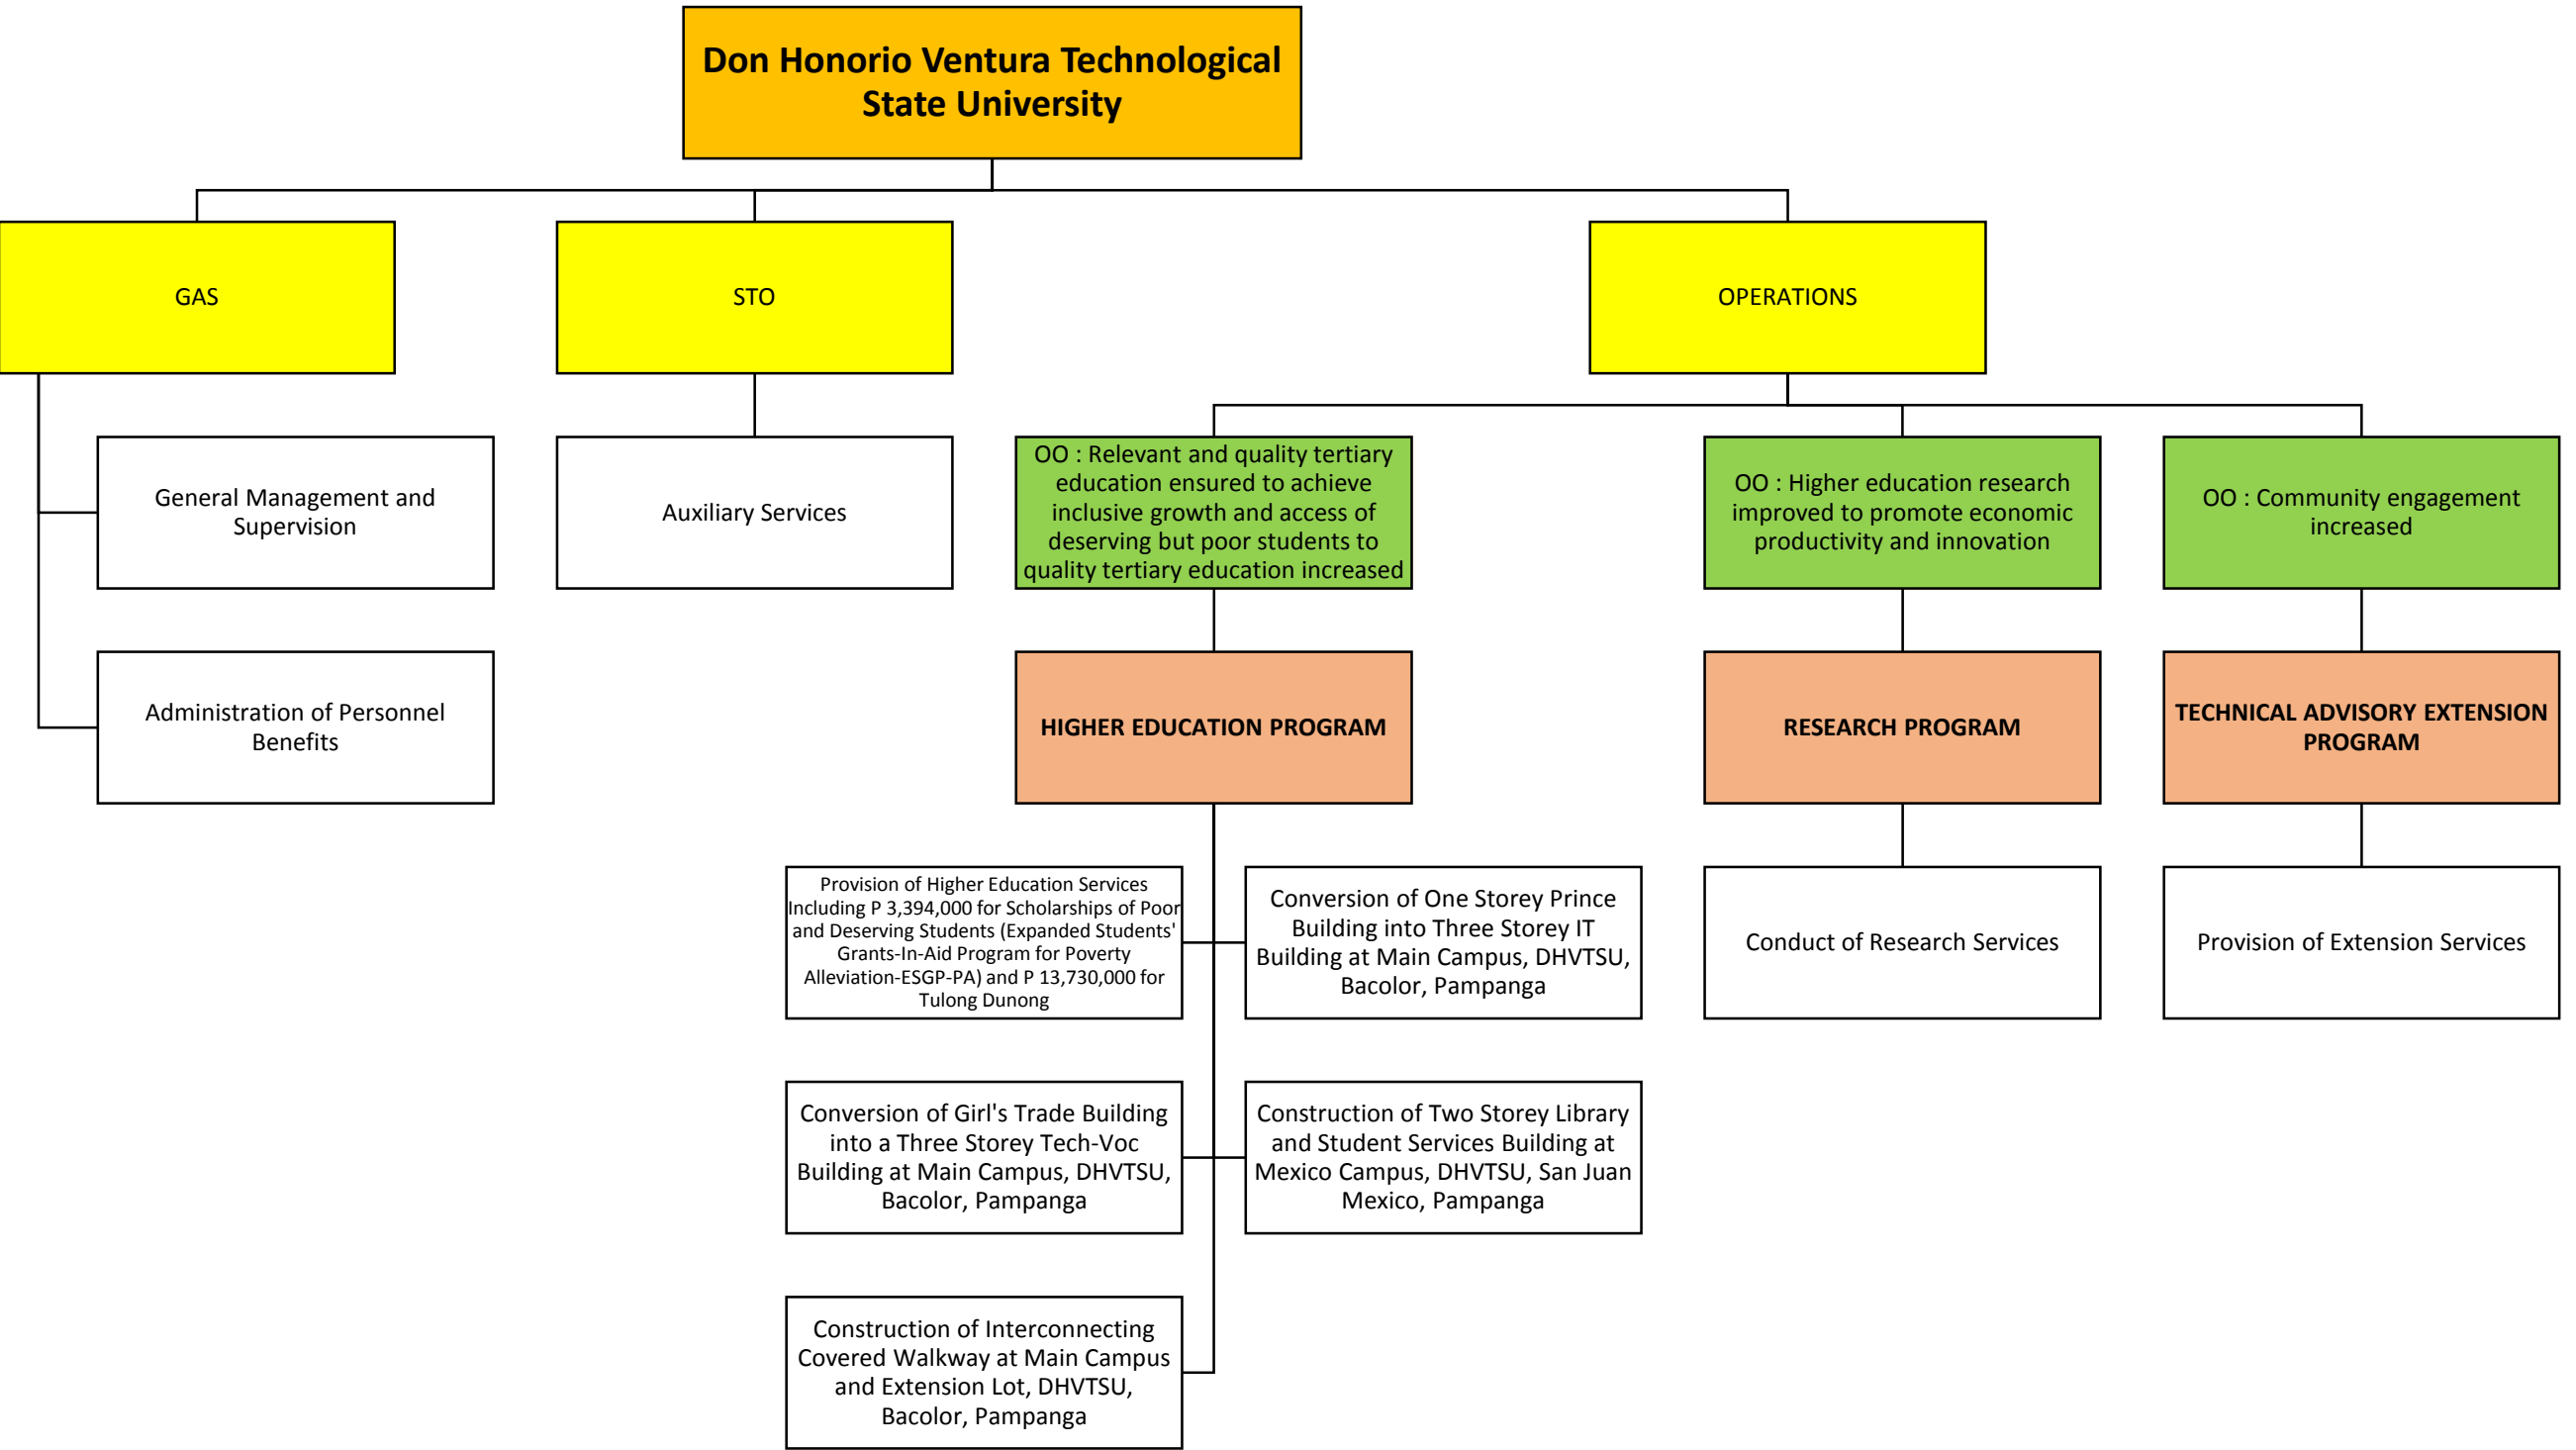 Don Honorio Ventura Technological
State University
GAS
STO
OPERATIONS
General Management and
Supervision
Auxiliary Services
OO : Relevant and quality tertiary
education ensured to achieve
inclusive growth and access of
deserving but poor students to
quality tertiary education increased
OO : Higher education research
improved to promote economic
productivity and innovation
OO : Community engagement
increased
Administration of Personnel
Benefits
HIGHER EDUCATION PROGRAM
RESEARCH PROGRAM
TECHNICAL ADVISORY EXTENSION
PROGRAM
Provision of Higher Education Services
Including P 3,394,000 for Scholarships of Poor
and Deserving Students (Expanded Students'
Grants-In-Aid Program for Poverty
Alleviation-ESGP-PA) and P 13,730,000 for
Tulong Dunong
Conversion of One Storey Prince
Building into Three Storey IT
Building at Main Campus, DHVTSU,
Bacolor, Pampanga
Conduct of Research Services
Provision of Extension Services
Conversion of Girl's Trade Building
into a Three Storey Tech-Voc
Building at Main Campus, DHVTSU,
Bacolor, Pampanga
Construction of Two Storey Library
and Student Services Building at
Mexico Campus, DHVTSU, San Juan
Mexico, Pampanga
Construction of Interconnecting
Covered Walkway at Main Campus
and Extension Lot, DHVTSU,
Bacolor, Pampanga